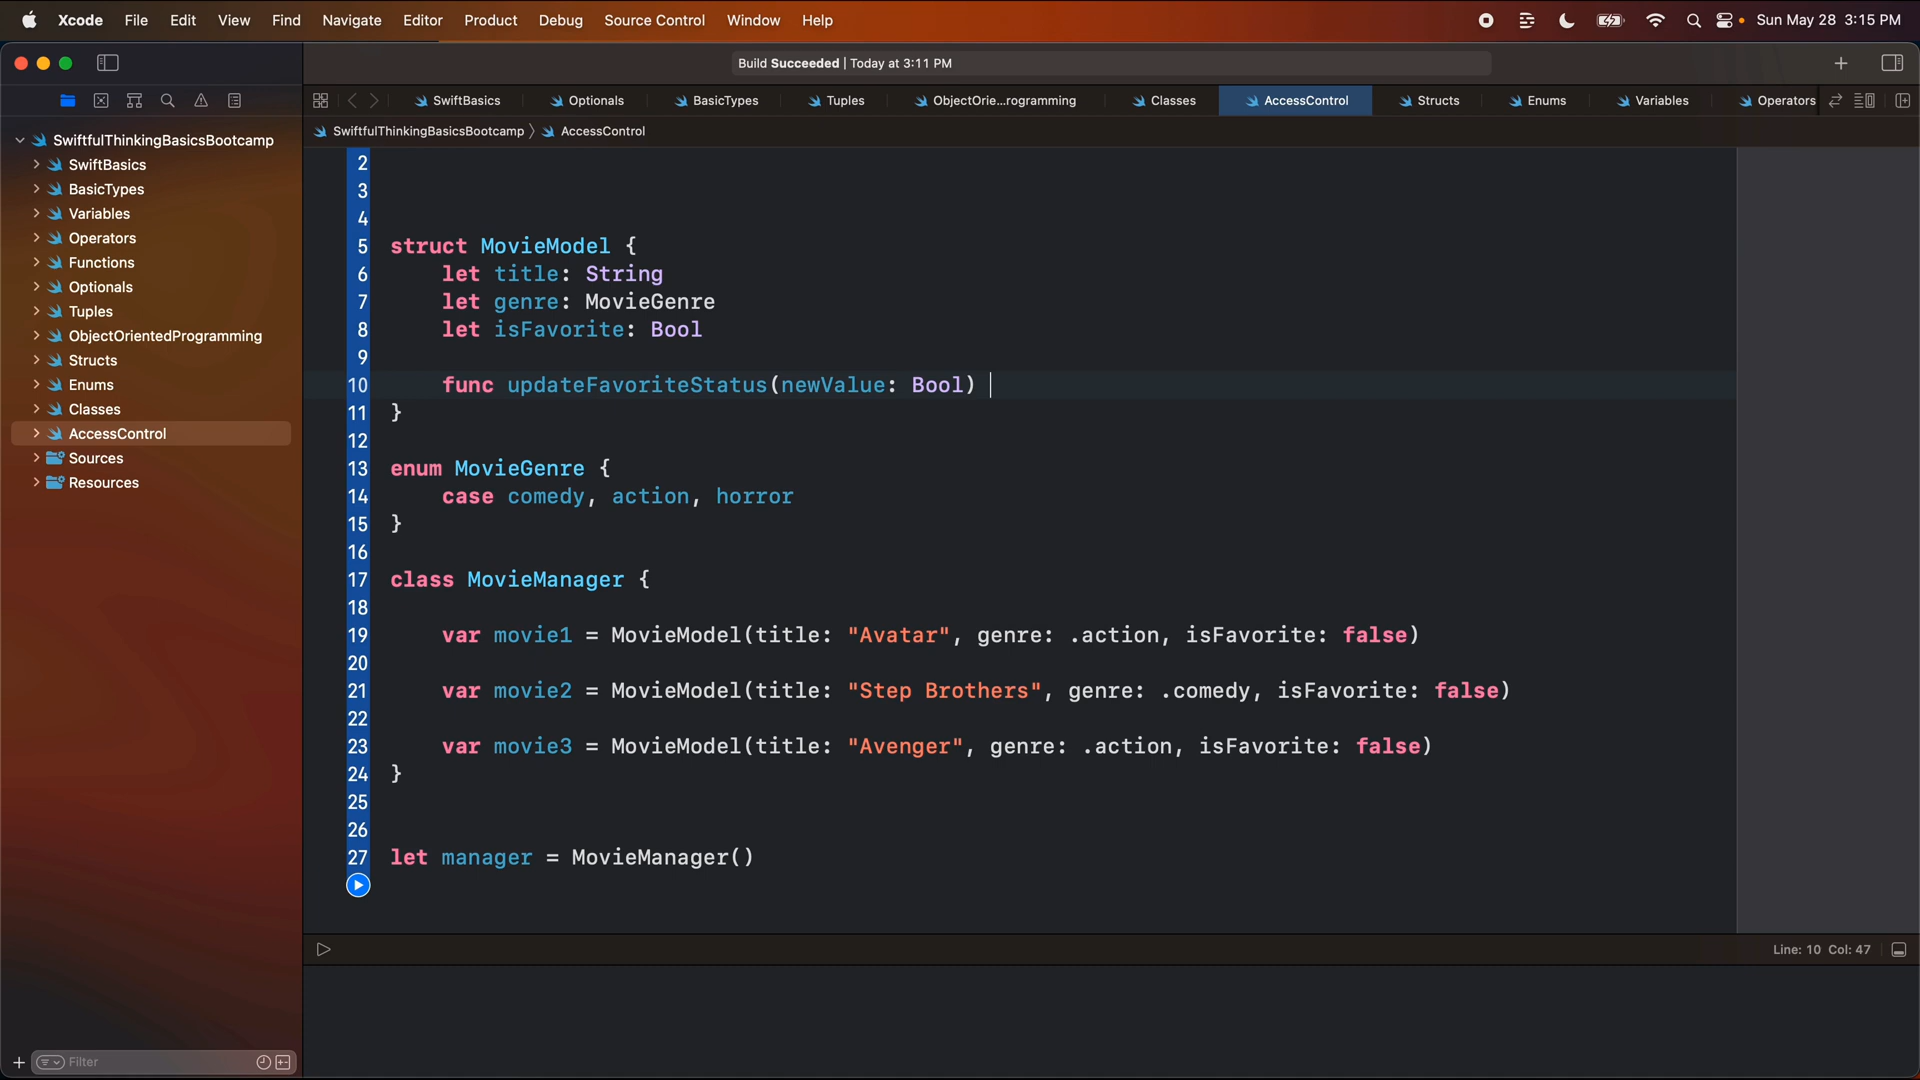 Xcode File Edit View Find Navigate Editor Product Debug Source Control Window Help Sun May 28 3:15 PM
Build Succeeded | Today at 3:11 PM
SwiftBasics Optionals BasicTypes Tuples ObjectOrie...rogramming Classes AccessControl Structs Enums Variables Operators
SwiftfulThinkingBasicsBootcamp AccessControl
SwiftfulThinkingBasicsBootcamp
SwiftBasics
BasicTypes
Variables
Operators
Functions
Optionals
Tuples
ObjectOrientedProgramming
Structs
Enums
Classes
AccessControl
Sources
Resources
2
3
4
5 struct MovieModel {
6 let title: String
7 let genre: MovieGenre
8 let isFavorite: Bool
9
10 func updateFavoriteStatus(newValue: Bool)
11 }
12
13 enum MovieGenre {
14 case comedy, action, horror
15 }
16
17 class MovieManager {
18
19 var movie1 = MovieModel(title: "Avatar", genre: .action, isFavorite: false)
20
21 var movie2 = MovieModel(title: "Step Brothers", genre: .comedy, isFavorite: false)
22
23 var movie3 = MovieModel(title: "Avenger", genre: .action, isFavorite: false)
24 }
25
26
27 let manager = MovieManager()
Line: 10 Col: 47
Filter